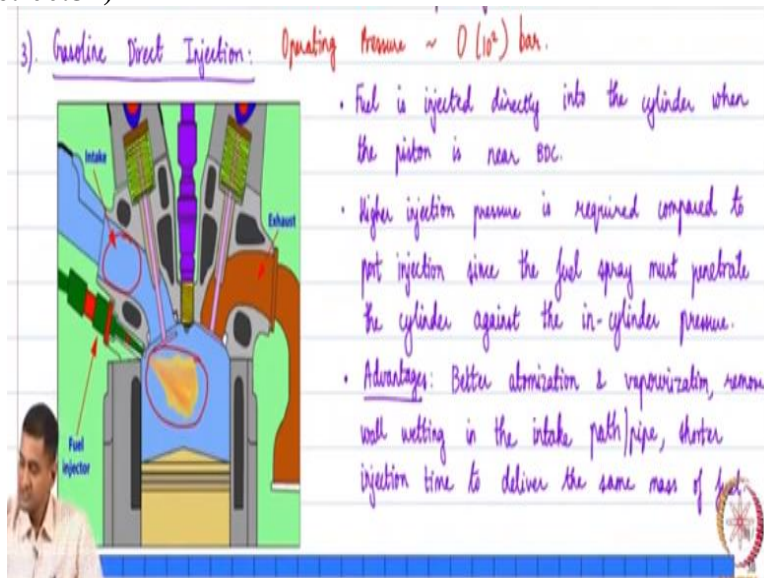 3). Gasoline Direct Injection: Operating Pressure ~ O (10²) bar.
Intake
Exhaust
Fuel
injector
• Fuel is injected directly into the cylinder when
the piston is near BDC.
• Higher injection pressure is required compared to
port injection since the fuel spray must penetrate
the cylinder against the in-cylinder pressure.
• Advantages: Better atomization & vapourization, remove
wall wetting in the intake path/pipe, shorter
injection time to deliver the same mass of fuel